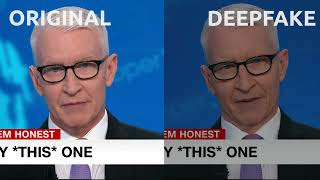 ORIGINAL
DEEPFAKE
EM HONEST
Y *THIS* ONE
EM HONEST
Y *THIS* ONE